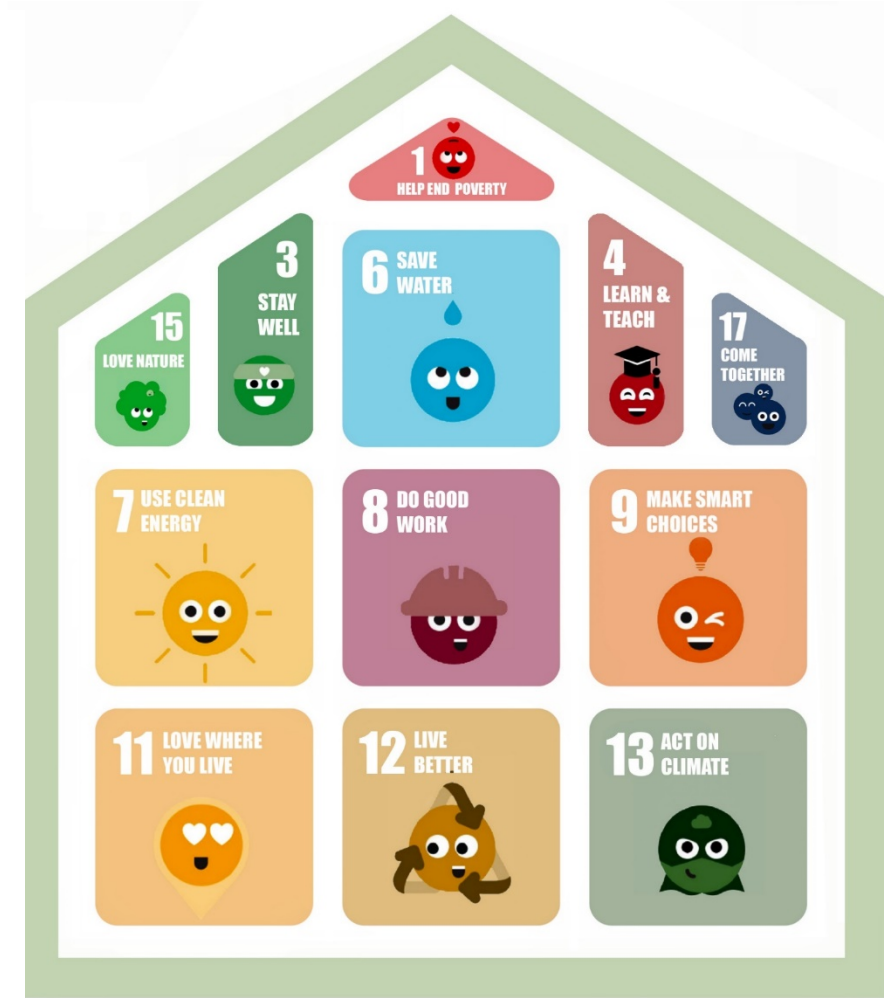 1
HELP END POVERTY
3
STAY
WELL
6
SAVE
WATER
4
LEARN &
TEACH
15
LOVE NATURE
17
COME
TOGETHER
7
USE CLEAN
ENERGY
8
DO GOOD
WORK
9
MAKE SMART
CHOICES
11
LOVE WHERE
YOU LIVE
12
LIVE
BETTER
13
ACT ON
CLIMATE